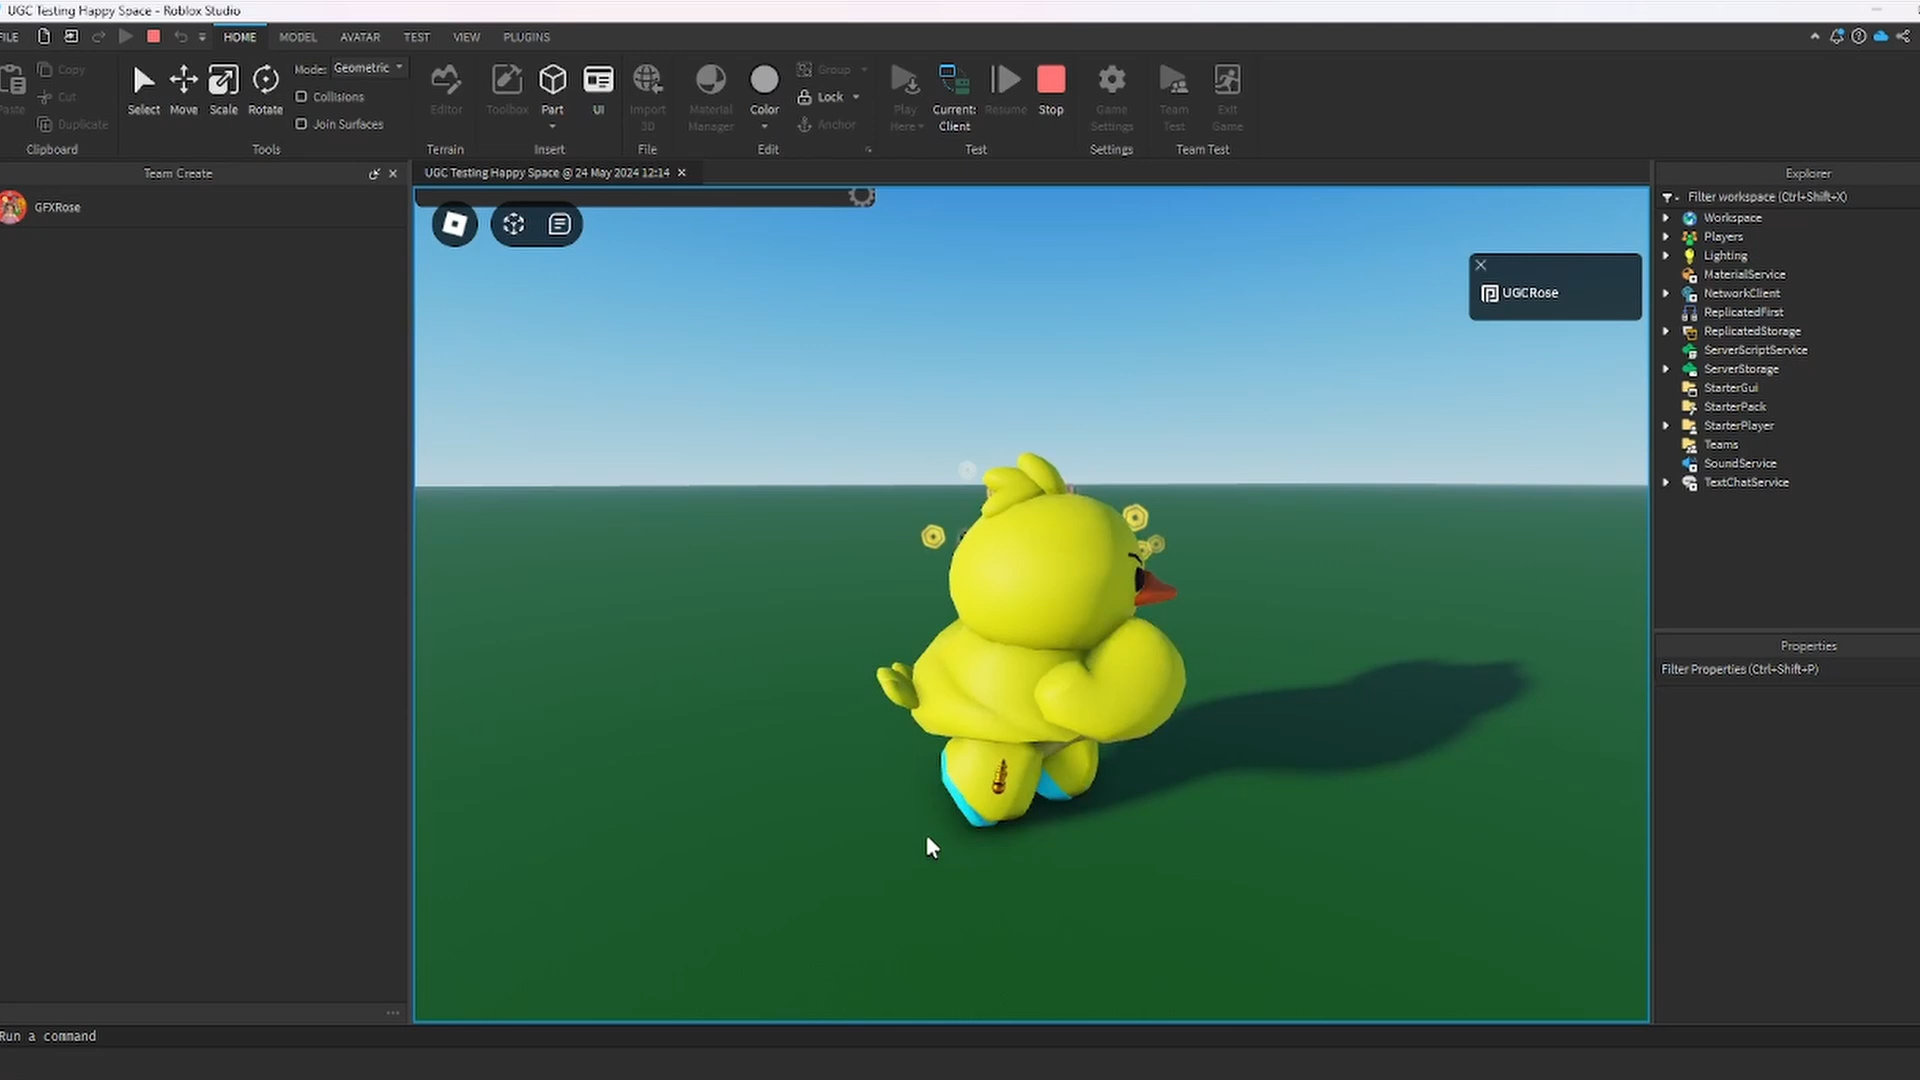 UGC Testing Happy Space - Roblox Studio
FILE HOME MODEL AVATAR TEST VIEW PLUGINS
Paste
Copy
Cut
Duplicate
Clipboard
Select
Move
Scale
Rotate
Mode: Geometric
Collisions
Join Surfaces
Tools
Editor
Terrain
Toolbox
Part
UI
Insert
Import
3D
File
Material
Manager
Color
Group
Lock
Anchor
Edit
Play
Here
Current:
Client
Resume
Stop
Test
Game
Settings
Settings
Team
Test
Exit
Game
Team Test
Team Create
GFXRose
UGC Testing Happy Space @ 24 May 2024 12:14
UGCRose
Explorer
Filter workspace (Ctrl+Shift+X)
Workspace
Players
Lighting
MaterialService
NetworkClient
ReplicatedFirst
ReplicatedStorage
ServerScriptService
ServerStorage
StarterGui
StarterPack
StarterPlayer
Teams
SoundService
TextChatService
Properties
Filter Properties (Ctrl+Shift+P)
Run a command